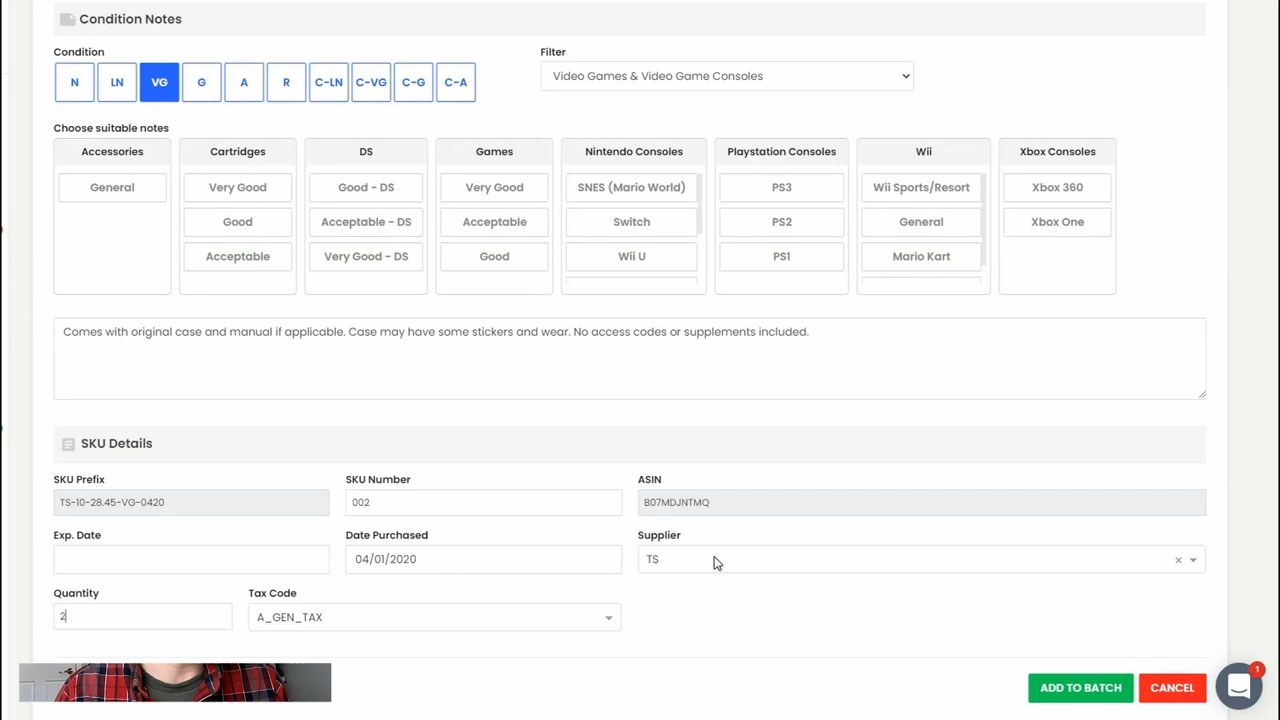 Condition Notes
Condition
Filter
N LN VG G A R C-LN C-VG C-G C-A
Video Games & Video Game Consoles
Choose suitable notes
Accessories
General
Cartridges
Very Good
Good
Acceptable
DS
Good - DS
Acceptable - DS
Very Good - DS
Games
Very Good
Acceptable
Good
Nintendo Consoles
SNES (Mario World)
Switch
Wii U
Playstation Consoles
PS3
PS2
PS1
Wii
Wii Sports/Resort
General
Mario Kart
Xbox Consoles
Xbox 360
Xbox One
Comes with original case and manual if applicable. Case may have some stickers and wear. No access codes or supplements included.
SKU Details
SKU Prefix
TS-10-28.45-VG-0420
SKU Number
002
ASIN
B07MDJNTMQ
Exp. Date
Date Purchased
04/01/2020
Supplier
TS
Quantity
2
Tax Code
A_GEN_TAX
ADD TO BATCH
CANCEL
1